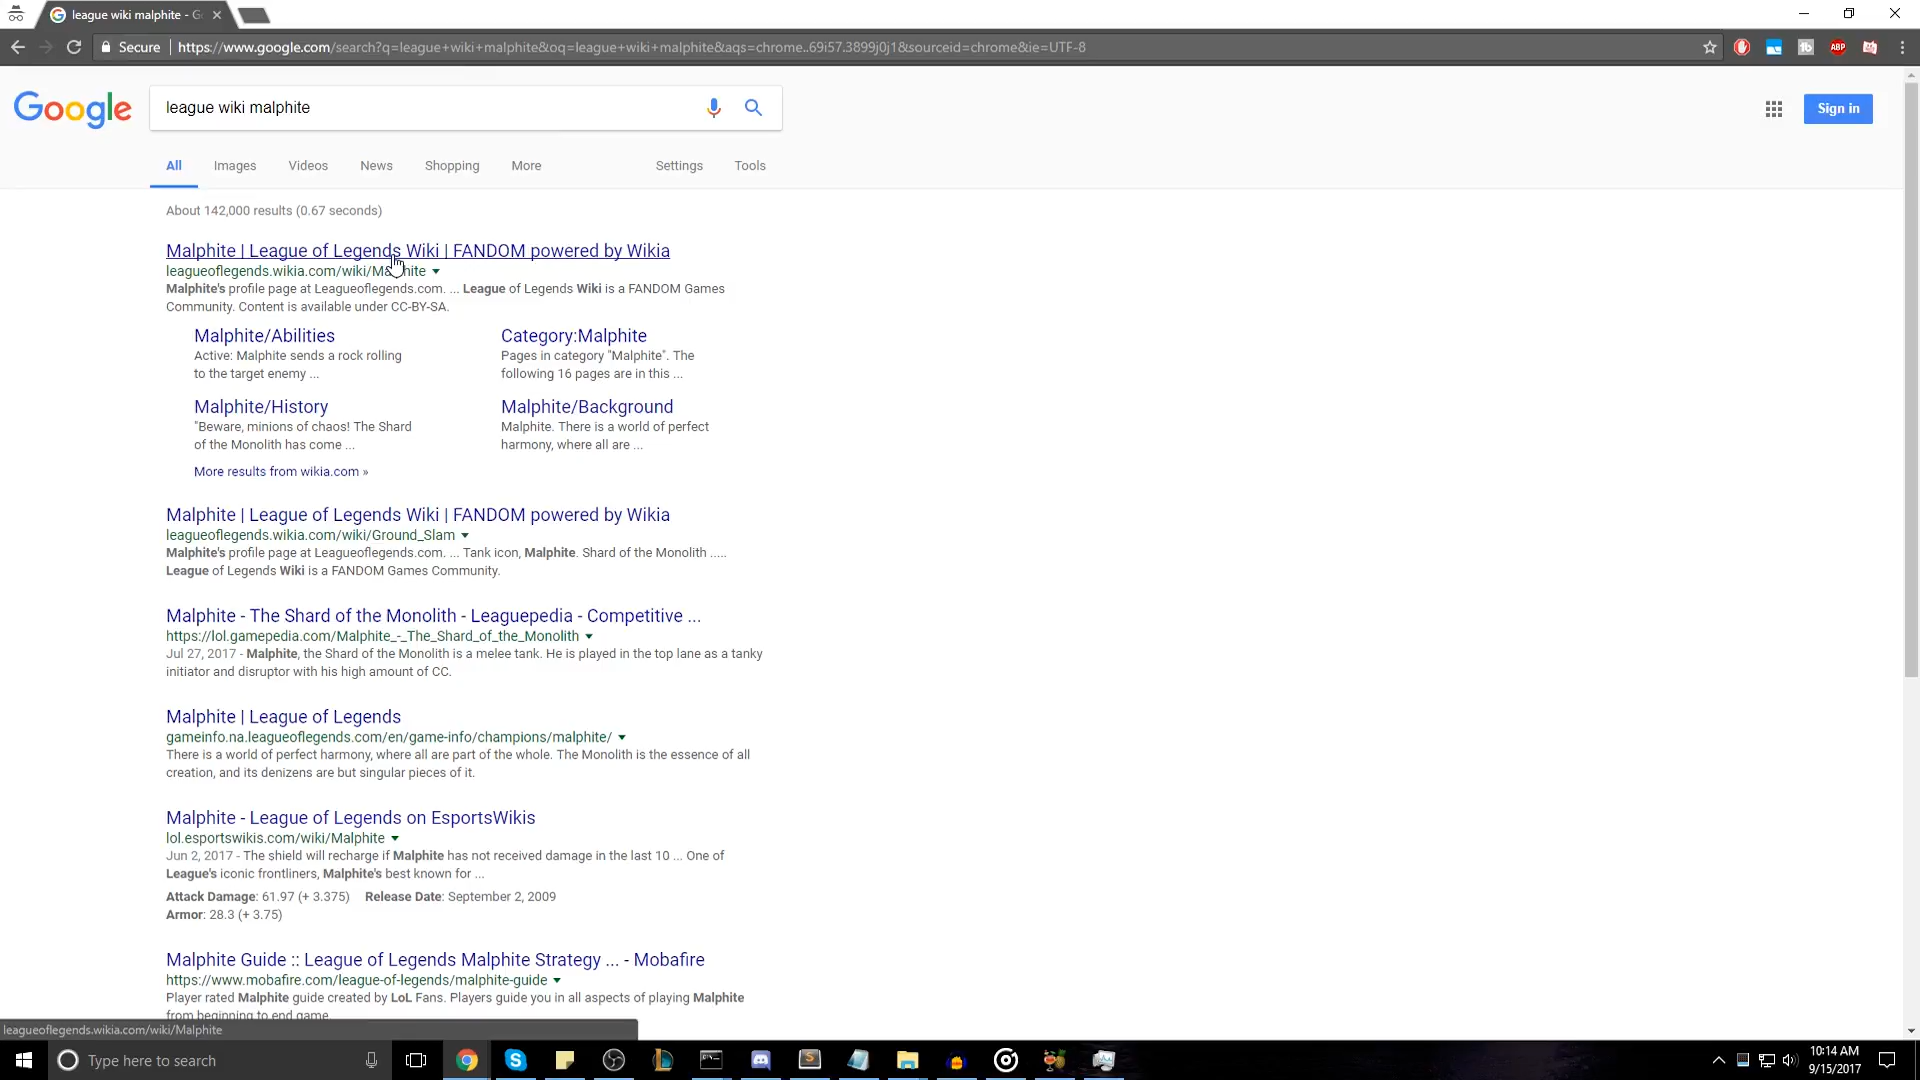 league wiki malphite - G
Secure
https://www.google.com/search?q=league+wiki+malphite&oq=league+wiki+malphite&aqs=chrome..69i57.3899j0j1&sourceid=chrome&ie=UTF-8
ABP
Google
league wiki malphite
Sign in
All Images Videos News Shopping More Settings Tools
About 142,000 results (0.67 seconds)
Malphite | League of Legends Wiki | FANDOM powered by Wikia
leagueoflegends.wikia.com/wiki/Malphite
Malphite's profile page at Leagueoflegends.com. ... League of Legends Wiki is a FANDOM Games
Community. Content is available under CC-BY-SA.
Malphite/Abilities
Active: Malphite sends a rock rolling
to the target enemy ...
Category:Malphite
Pages in category "Malphite". The
following 16 pages are in this ...
Malphite/History
"Beware, minions of chaos! The Shard
of the Monolith has come ...
Malphite/Background
Malphite. There is a world of perfect
harmony, where all are ...
More results from wikia.com »
Malphite | League of Legends Wiki | FANDOM powered by Wikia
leagueoflegends.wikia.com/wiki/Ground_Slam
Malphite's profile page at Leagueoflegends.com. ... Tank icon, Malphite. Shard of the Monolith .....
League of Legends Wiki is a FANDOM Games Community.
Malphite - The Shard of the Monolith - Leaguepedia - Competitive ...
https://lol.gamepedia.com/Malphite_-_The_Shard_of_the_Monolith
Jul 27, 2017 - Malphite, the Shard of the Monolith is a melee tank. He is played in the top lane as a tanky
initiator and disruptor with his high amount of CC.
Malphite | League of Legends
gameinfo.na.leagueoflegends.com/en/game-info/champions/malphite/
There is a world of perfect harmony, where all are part of the whole. The Monolith is the essence of all
creation, and its denizens are but singular pieces of it.
Malphite - League of Legends on EsportsWikis
lol.esportswikis.com/wiki/Malphite
Jun 2, 2017 - The shield will recharge if Malphite has not received damage in the last 10 ... One of
League's iconic frontliners, Malphite's best known for ...
Attack Damage: 61.97 (+ 3.375) Release Date: September 2, 2009
Armor: 28.3 (+ 3.75)
Malphite Guide :: League of Legends Malphite Strategy ... - Mobafire
https://www.mobafire.com/league-of-legends/malphite-guide
Player rated Malphite guide created by LoL Fans. Players guide you in all aspects of playing Malphite
from beginning to end game.
leagueoflegends.wikia.com/wiki/Malphite
Type here to search
10:14 AM
9/15/2017